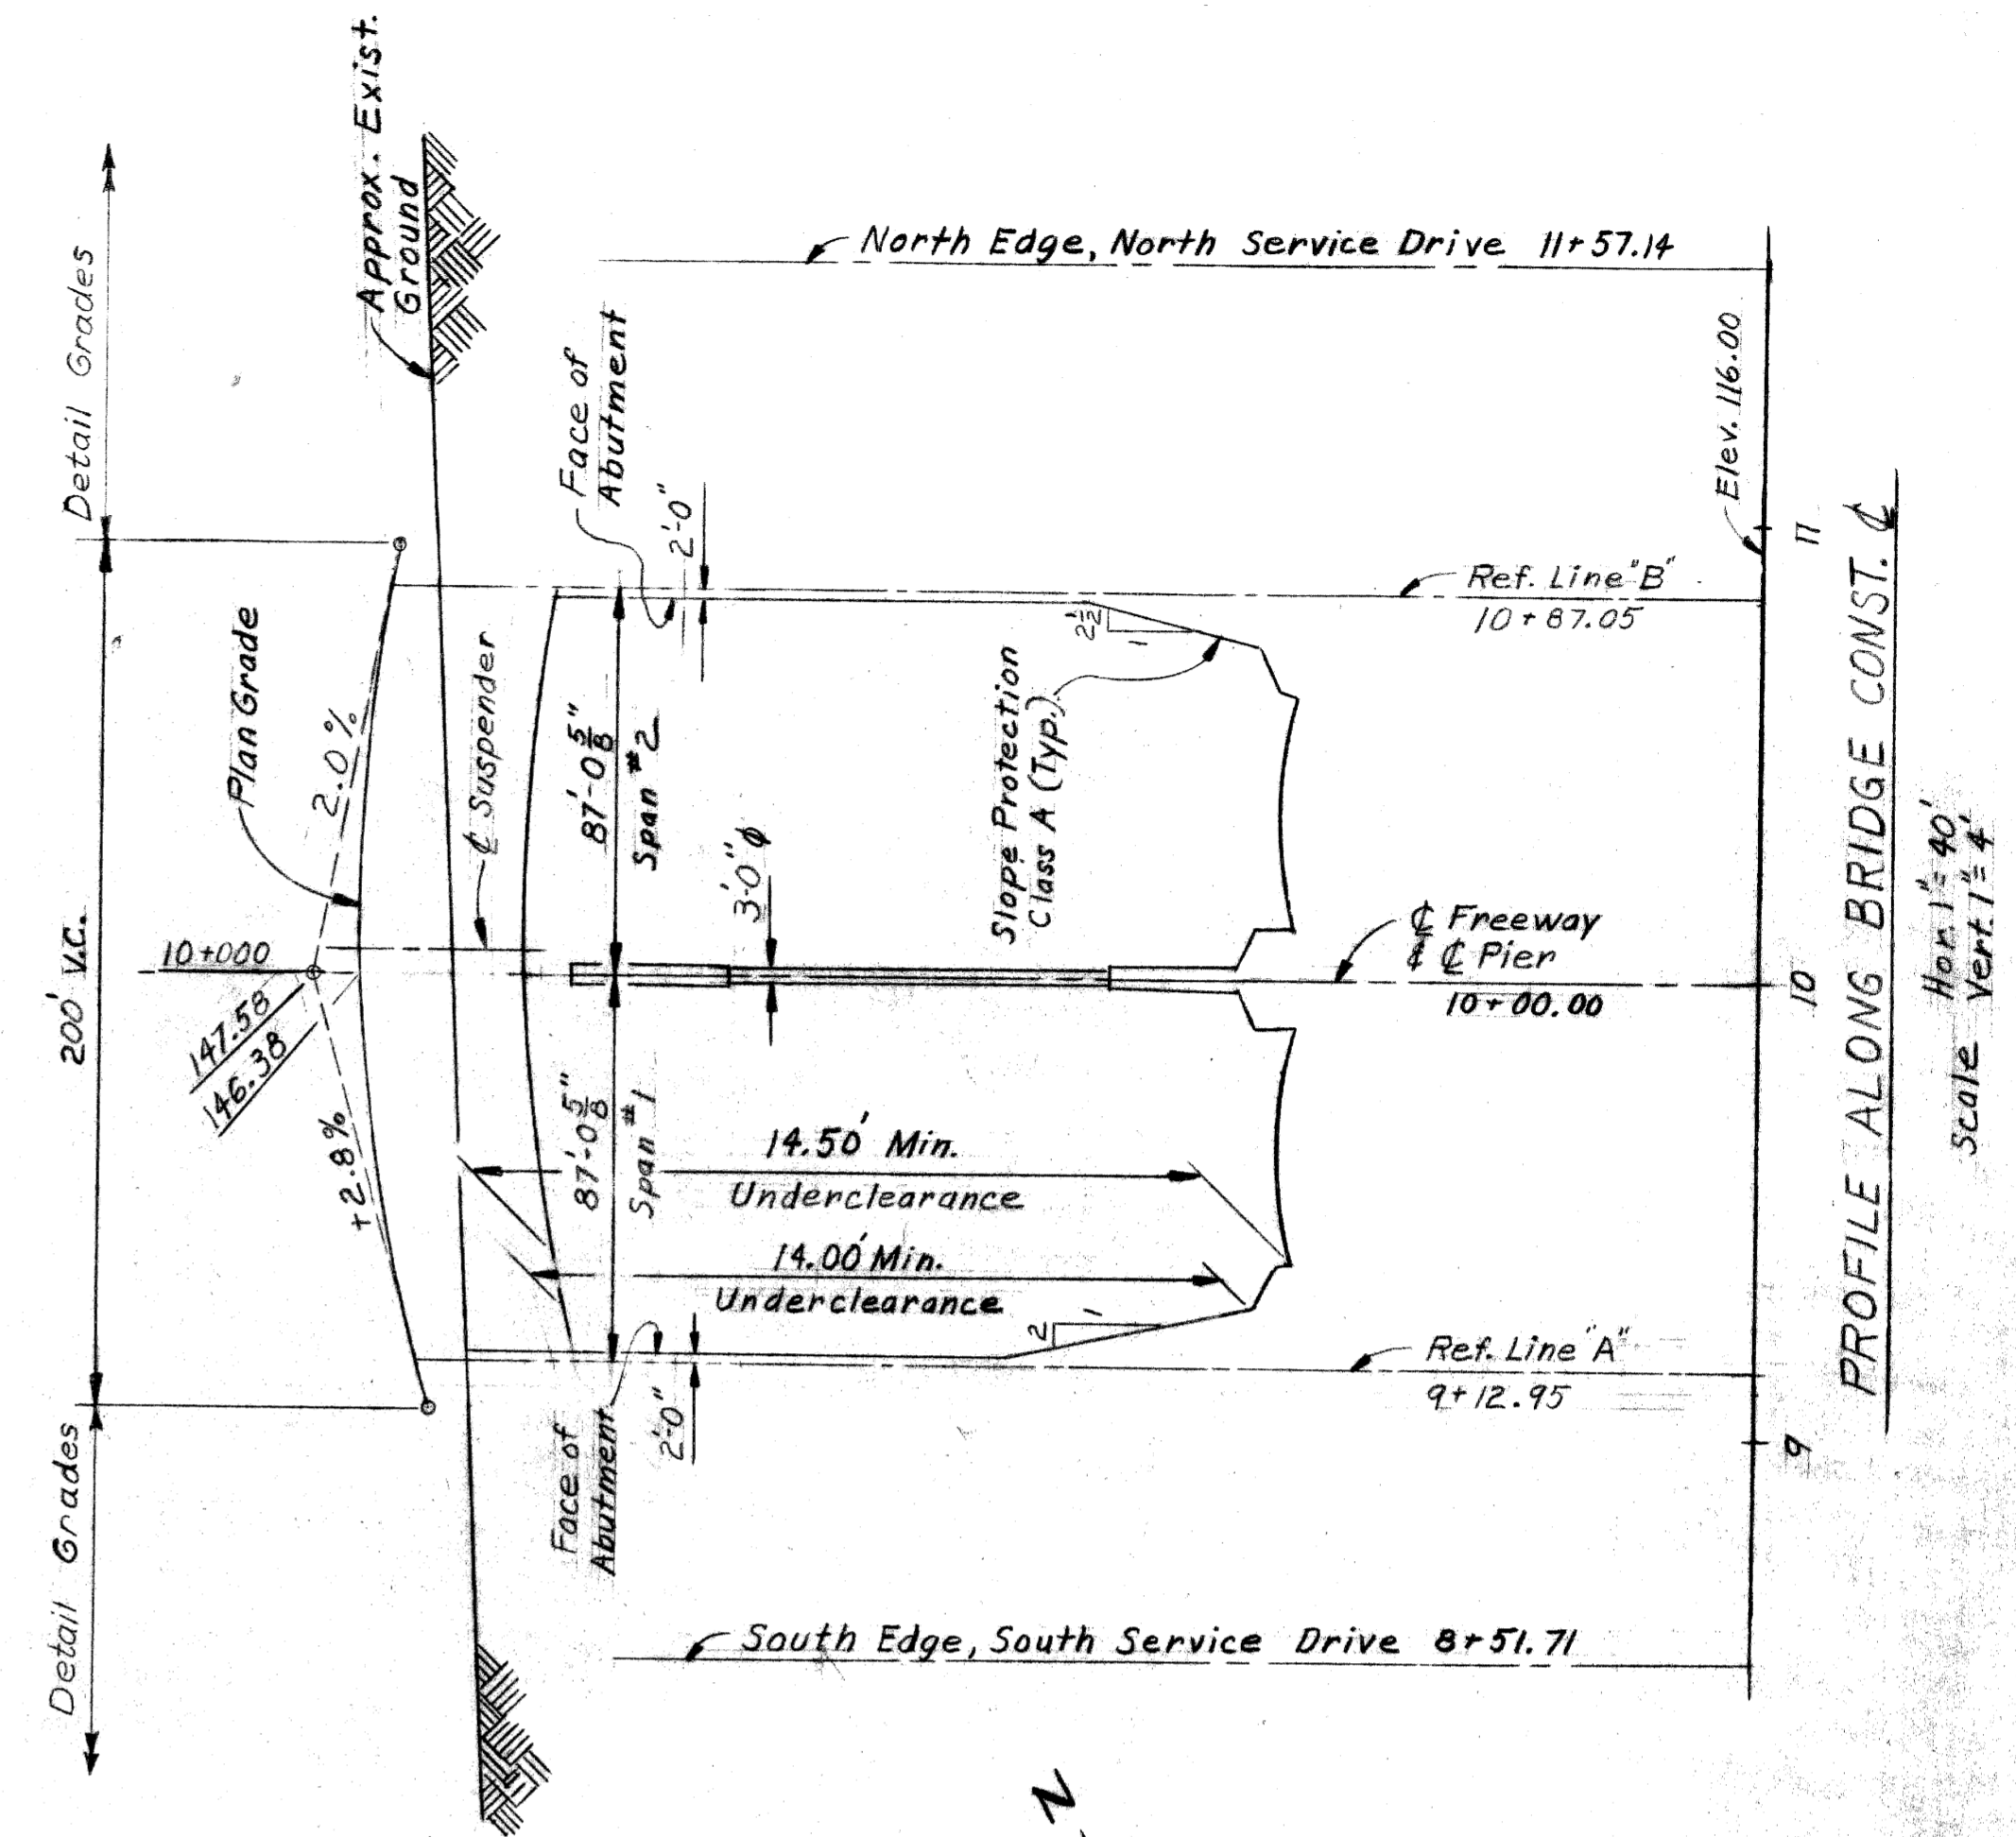 Detail Grades
200' V.C.
Detail Grades
Approx. Exist.
Ground
Plan Grade
2.0%
10+000
147.58
146.38
+2.8%
℄ Suspender
Face of
Abutment
2'-0"
87'-0 5/8"
Span #2
3'-0" ⌀
87'-0 5/8"
Span #1
14.50' Min.
Underclearance
14.00' Min.
Underclearance
Face of
Abutment
2'-0"
Slope Protection
Class A (Typ.)
2 1/2
1
2
1
North Edge, North Service Drive 11+57.14
Ref. Line "B"
10+87.05
℄ Freeway
& ℄ Pier
10+00.00
Ref. Line "A"
9+12.95
South Edge, South Service Drive 8+51.71
Elev. 116.00
9
10
11
PROFILE ALONG BRIDGE CONST. ℄
Scale Hor. 1"= 40'
Vert. 1"= 4'
N